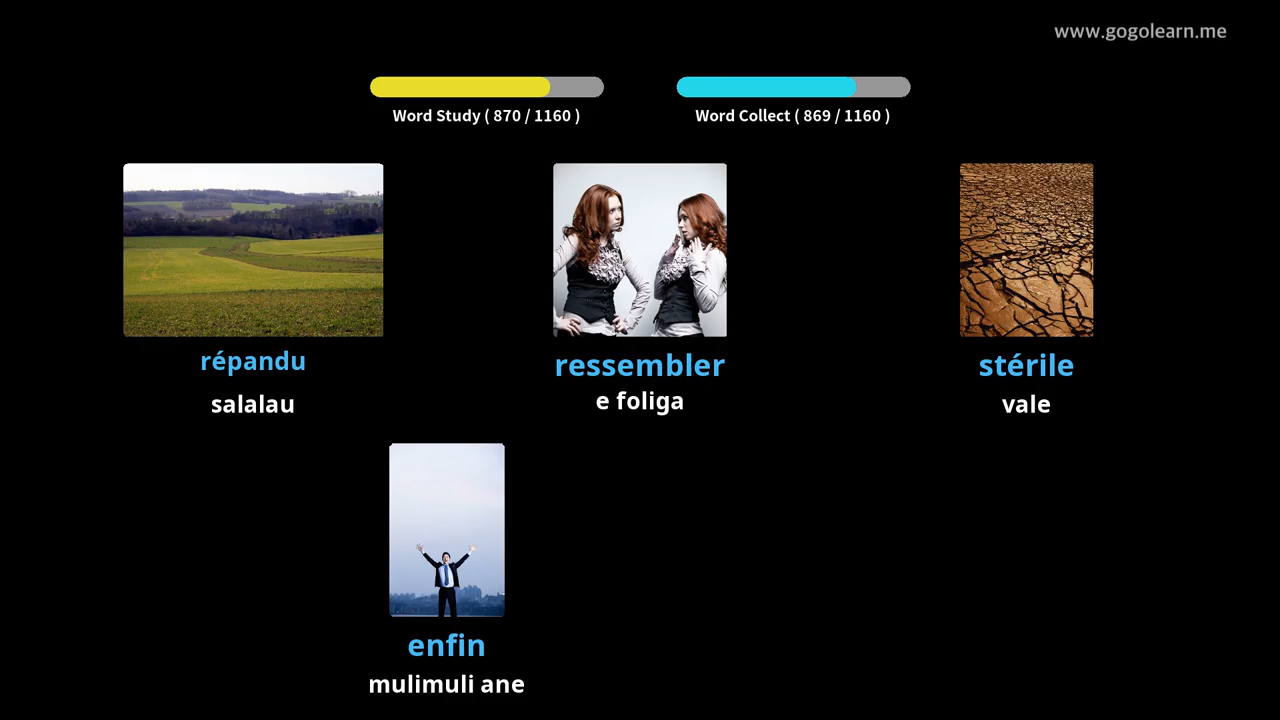 www.gogolearn.me
Word Study ( 870 / 1160 )
Word Collect ( 869 / 1160 )
répandu
salalau
ressembler
e foliga
stérile
vale
enfin
mulimuli ane